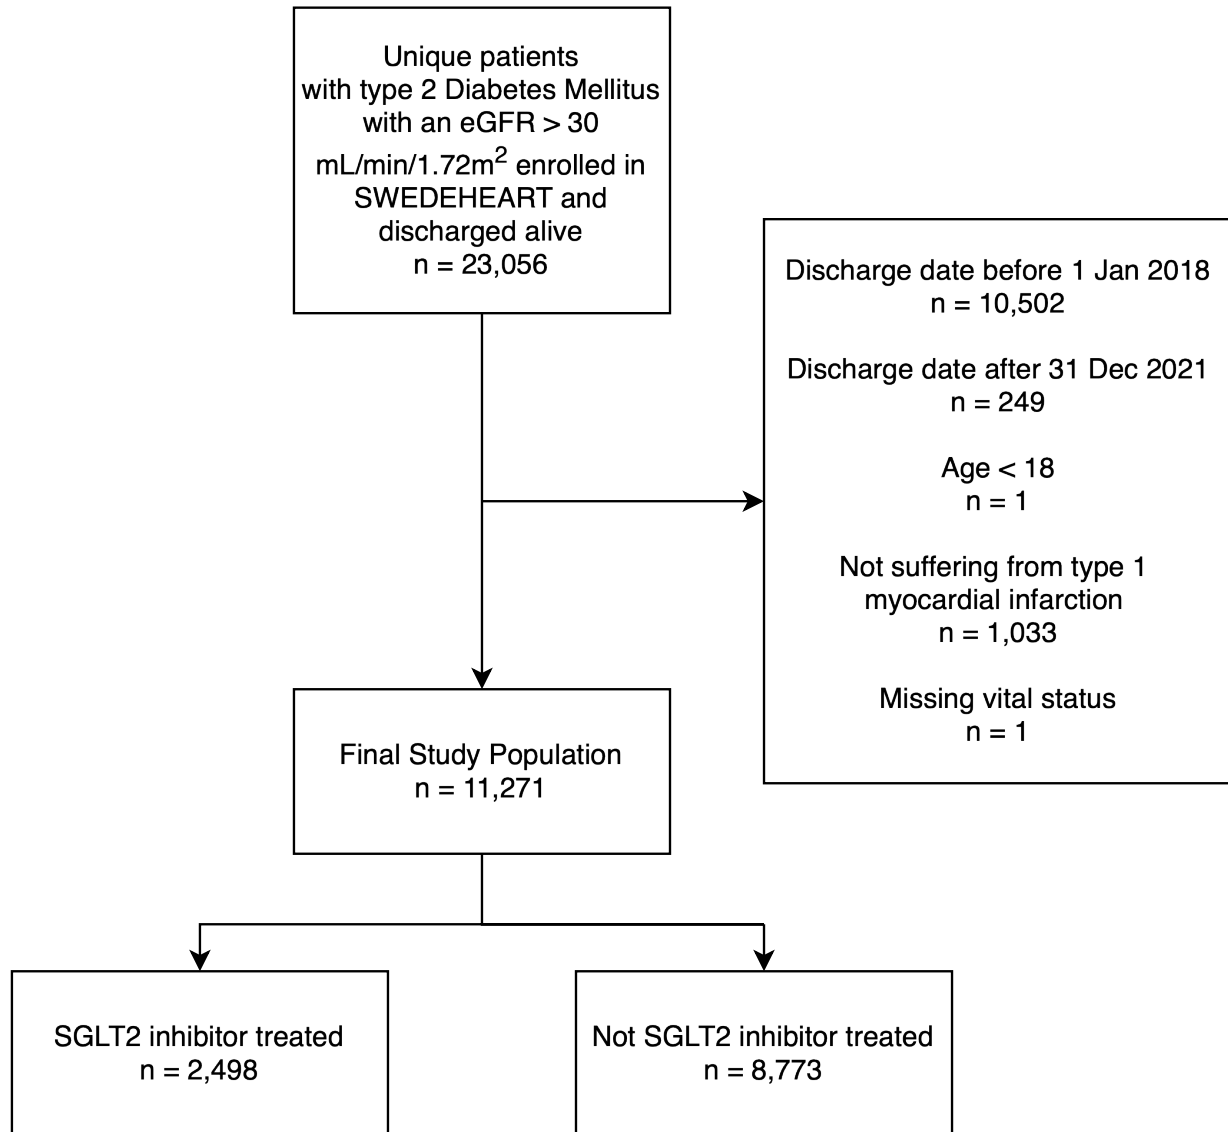 Unique patients
with type 2 Diabetes Mellitus
with an eGFR > 30
mL/min/1.72m² enrolled in
SWEDEHEART and
discharged alive
n = 23,056
Discharge date before 1 Jan 2018
n = 10,502
Discharge date after 31 Dec 2021
n = 249
Age < 18
n = 1
Not suffering from type 1
myocardial infarction
n = 1,033
Missing vital status
n = 1
Final Study Population
n = 11,271
SGLT2 inhibitor treated
n = 2,498
Not SGLT2 inhibitor treated
n = 8,773